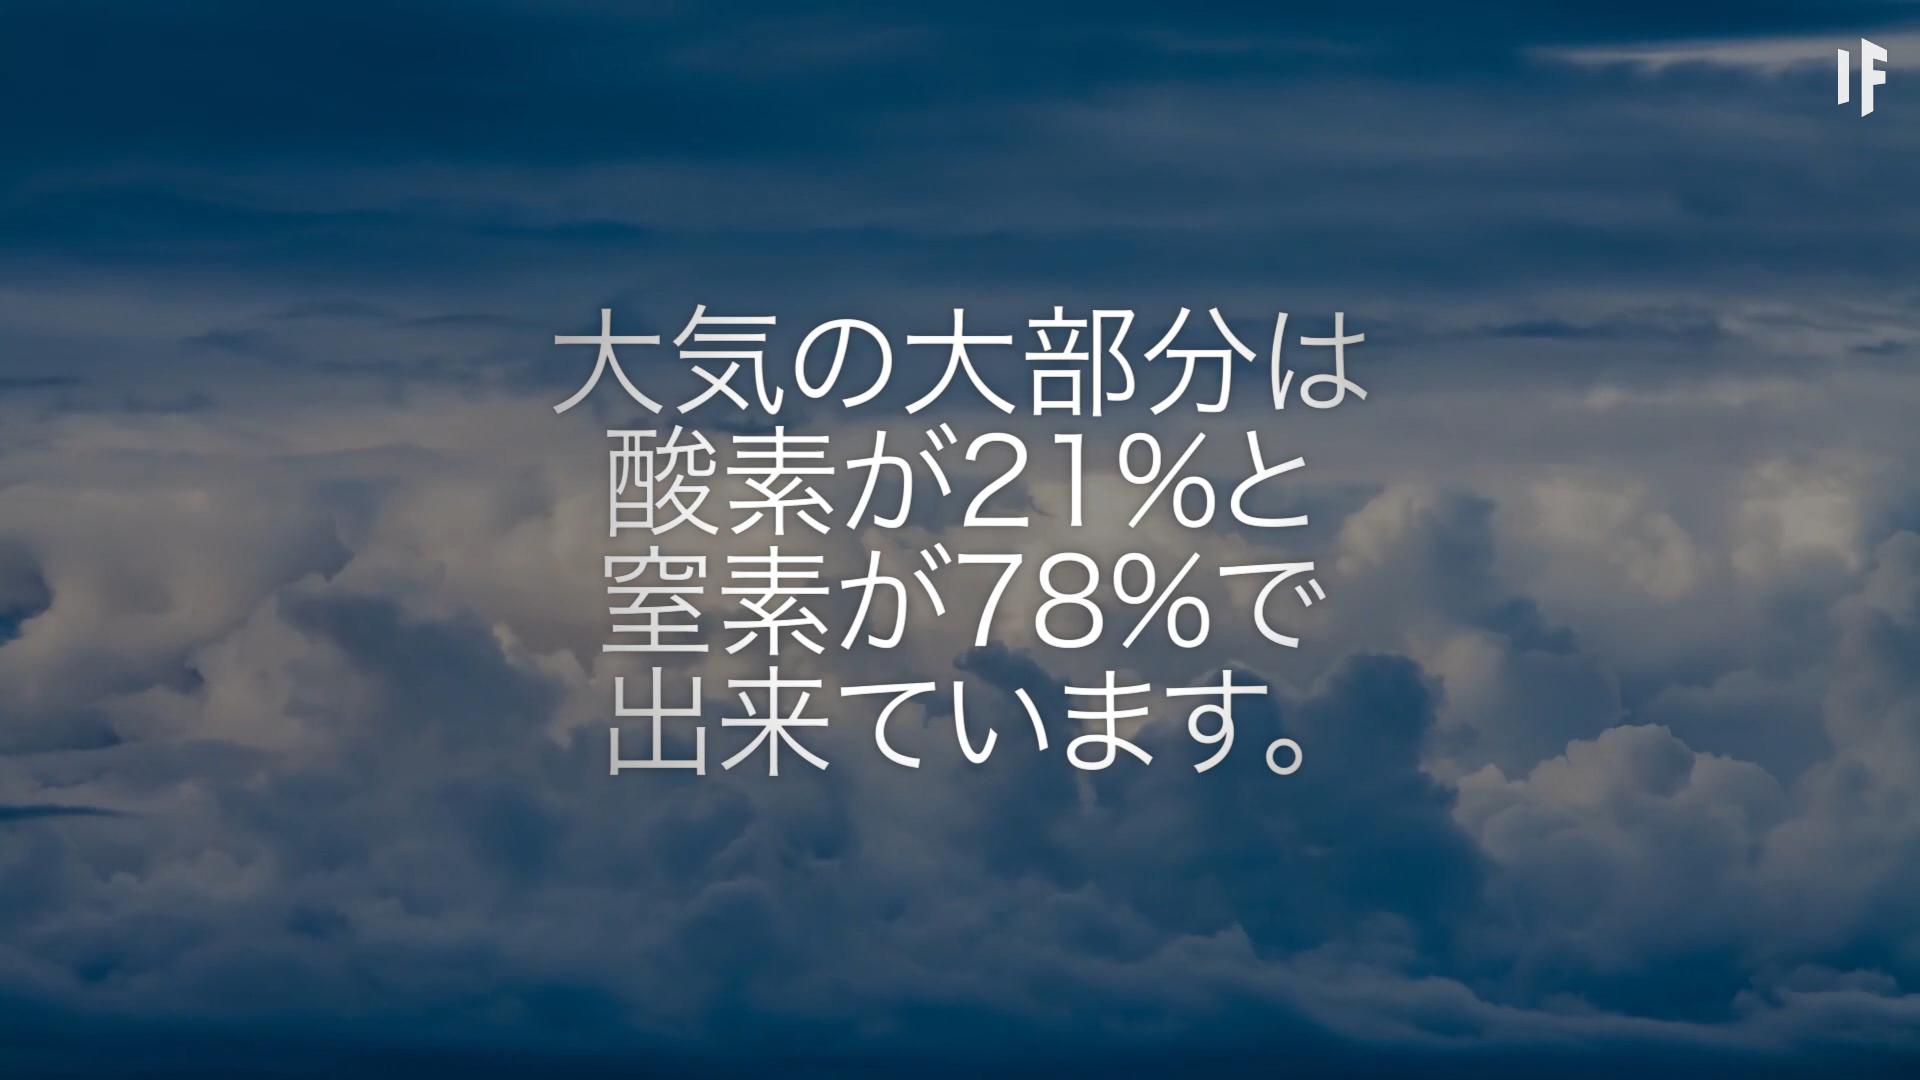 IF
大気の大部分は
酸素が21%と
窒素が78%で
出来ています。